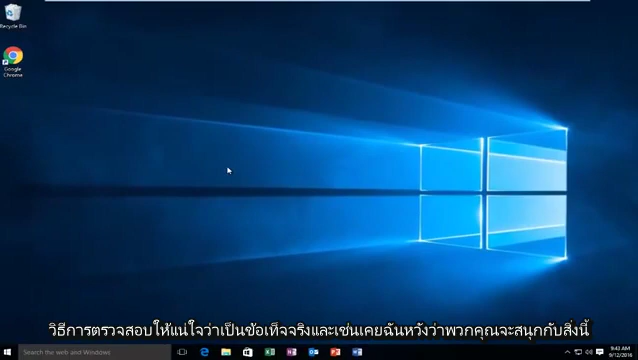 Recycle Bin
Google
Chrome
วิธีการตรวจสอบให้แน่ใจว่าเป็นข้อเท็จจริงและเช่นเคยฉันหวังว่าพวกคุณจะสนุกกับสิ่งนี้
Search the web and Windows
9:43 AM
9/12/2016